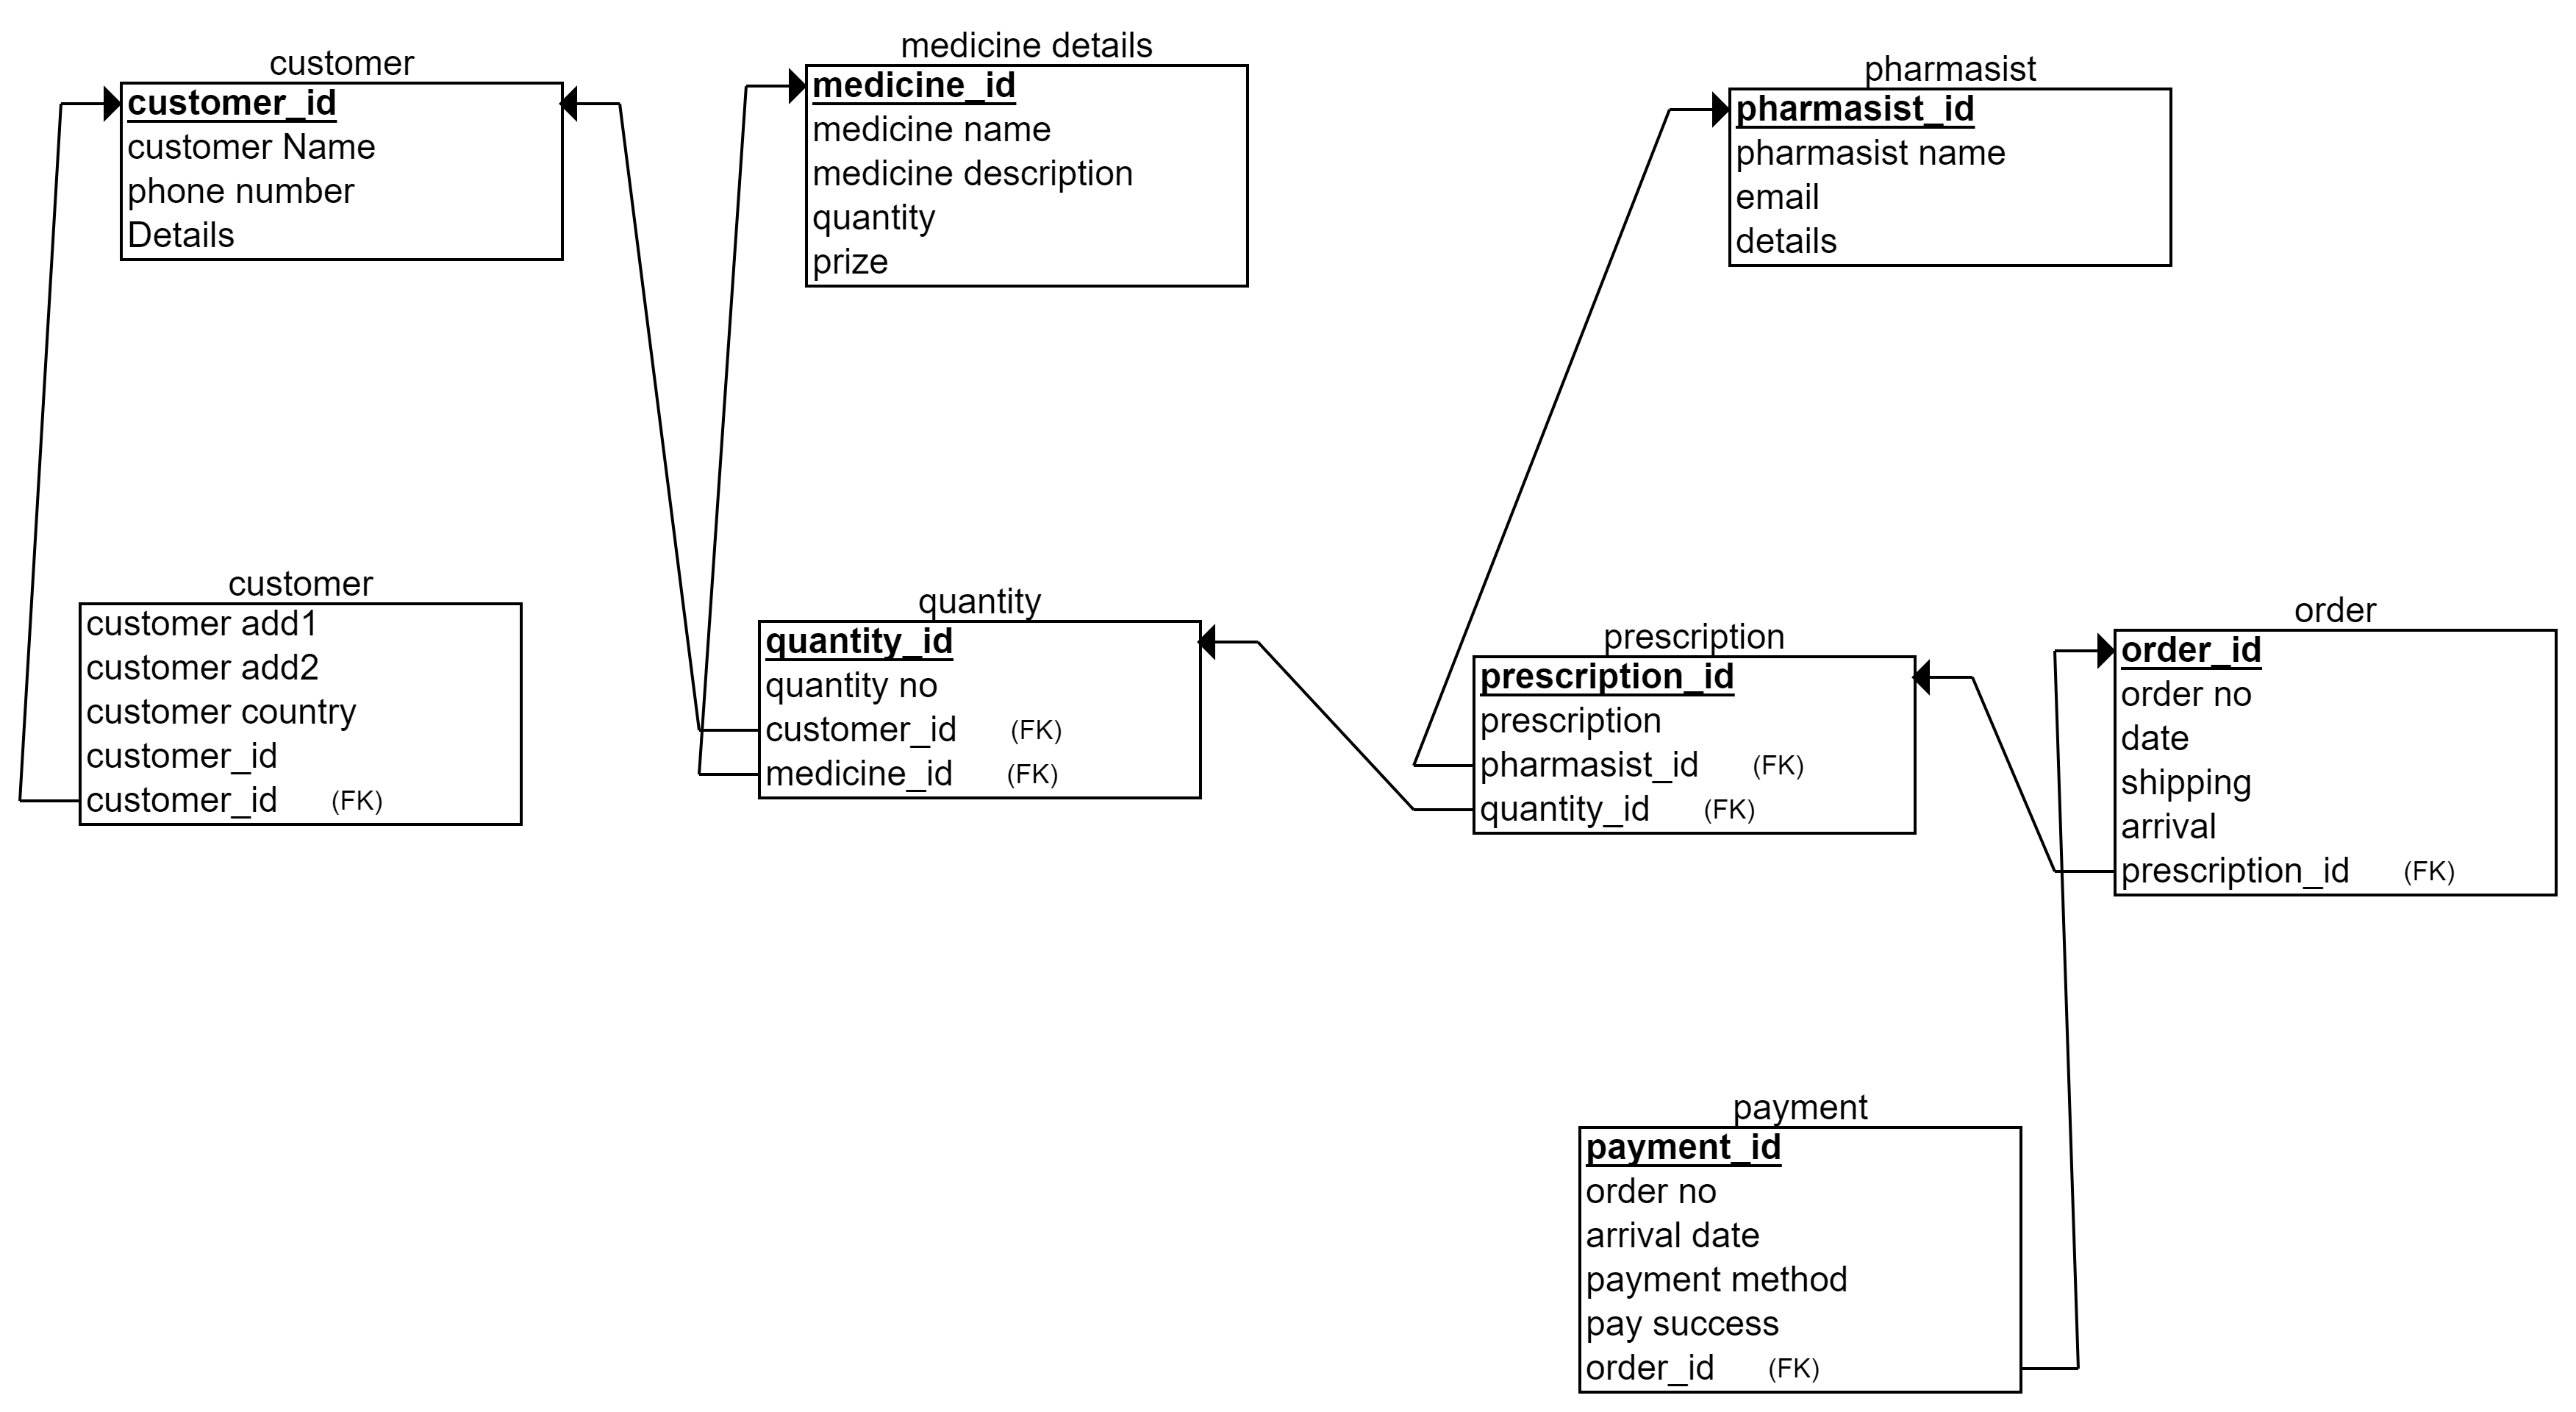 customer
customer_id
customer Name
phone number
Details
medicine details
medicine_id
medicine name
medicine description
quantity
prize
pharmasist
pharmasist_id
pharmasist name
email
details
customer
customer add1
customer add2
customer country
customer_id
customer_id (FK)
quantity
quantity_id
quantity no
customer_id (FK)
medicine_id (FK)
prescription
prescription_id
prescription
pharmasist_id (FK)
quantity_id (FK)
order
order_id
order no
date
shipping
arrival
prescription_id (FK)
payment
payment_id
order no
arrival date
payment method
pay success
order_id (FK)